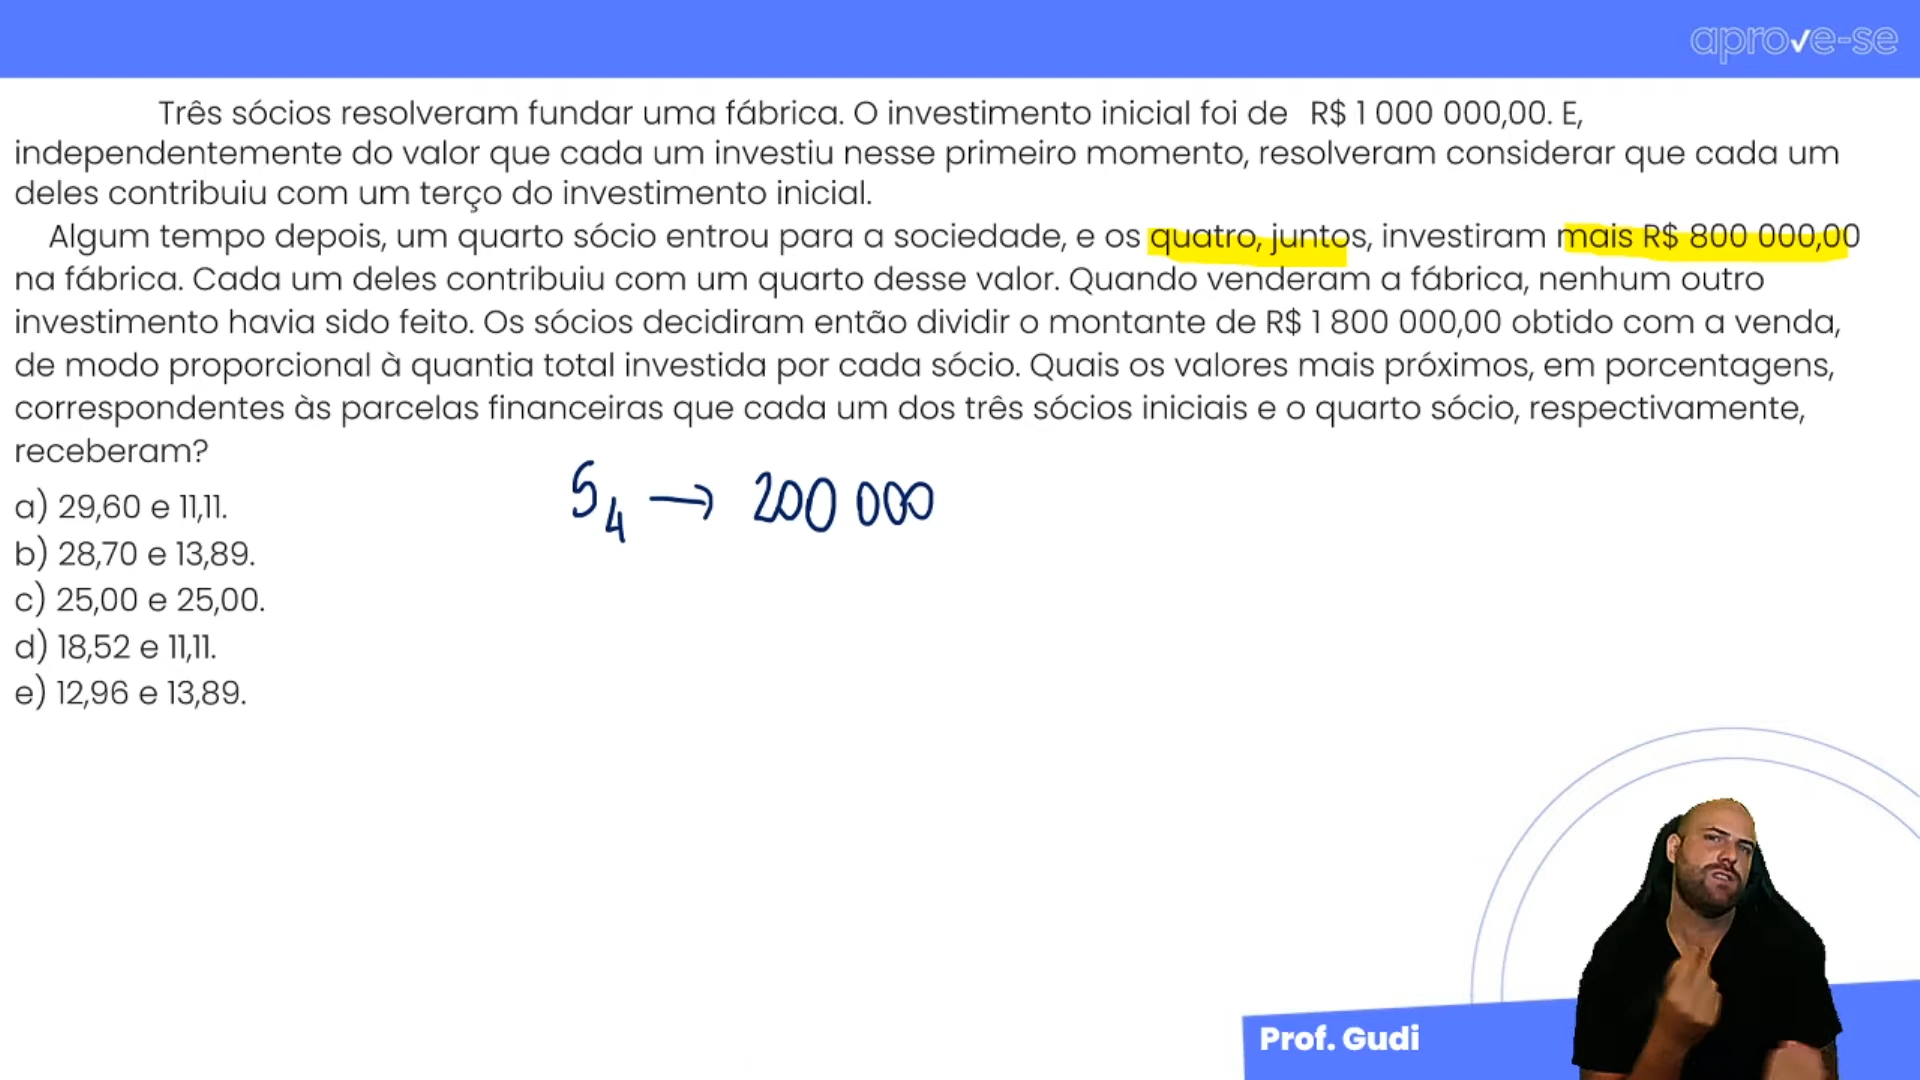 aprove-se
Três sócios resolveram fundar uma fábrica. O investimento inicial foi de R$ 1 000 000,00. E,
independentemente do valor que cada um investiu nesse primeiro momento, resolveram considerar que cada um
deles contribuiu com um terço do investimento inicial.
Algum tempo depois, um quarto sócio entrou para a sociedade, e os quatro, juntos, investiram mais R$ 800 000,00
na fábrica. Cada um deles contribuiu com um quarto desse valor. Quando venderam a fábrica, nenhum outro
investimento havia sido feito. Os sócios decidiram então dividir o montante de R$ 1 800 000,00 obtido com a venda,
de modo proporcional à quantia total investida por cada sócio. Quais os valores mais próximos, em porcentagens,
correspondentes às parcelas financeiras que cada um dos três sócios iniciais e o quarto sócio, respectivamente,
receberam?
S4 → 200 000
a) 29,60 e 11,11.
b) 28,70 e 13,89.
c) 25,00 e 25,00.
d) 18,52 e 11,11.
e) 12,96 e 13,89.
Prof. Gudi